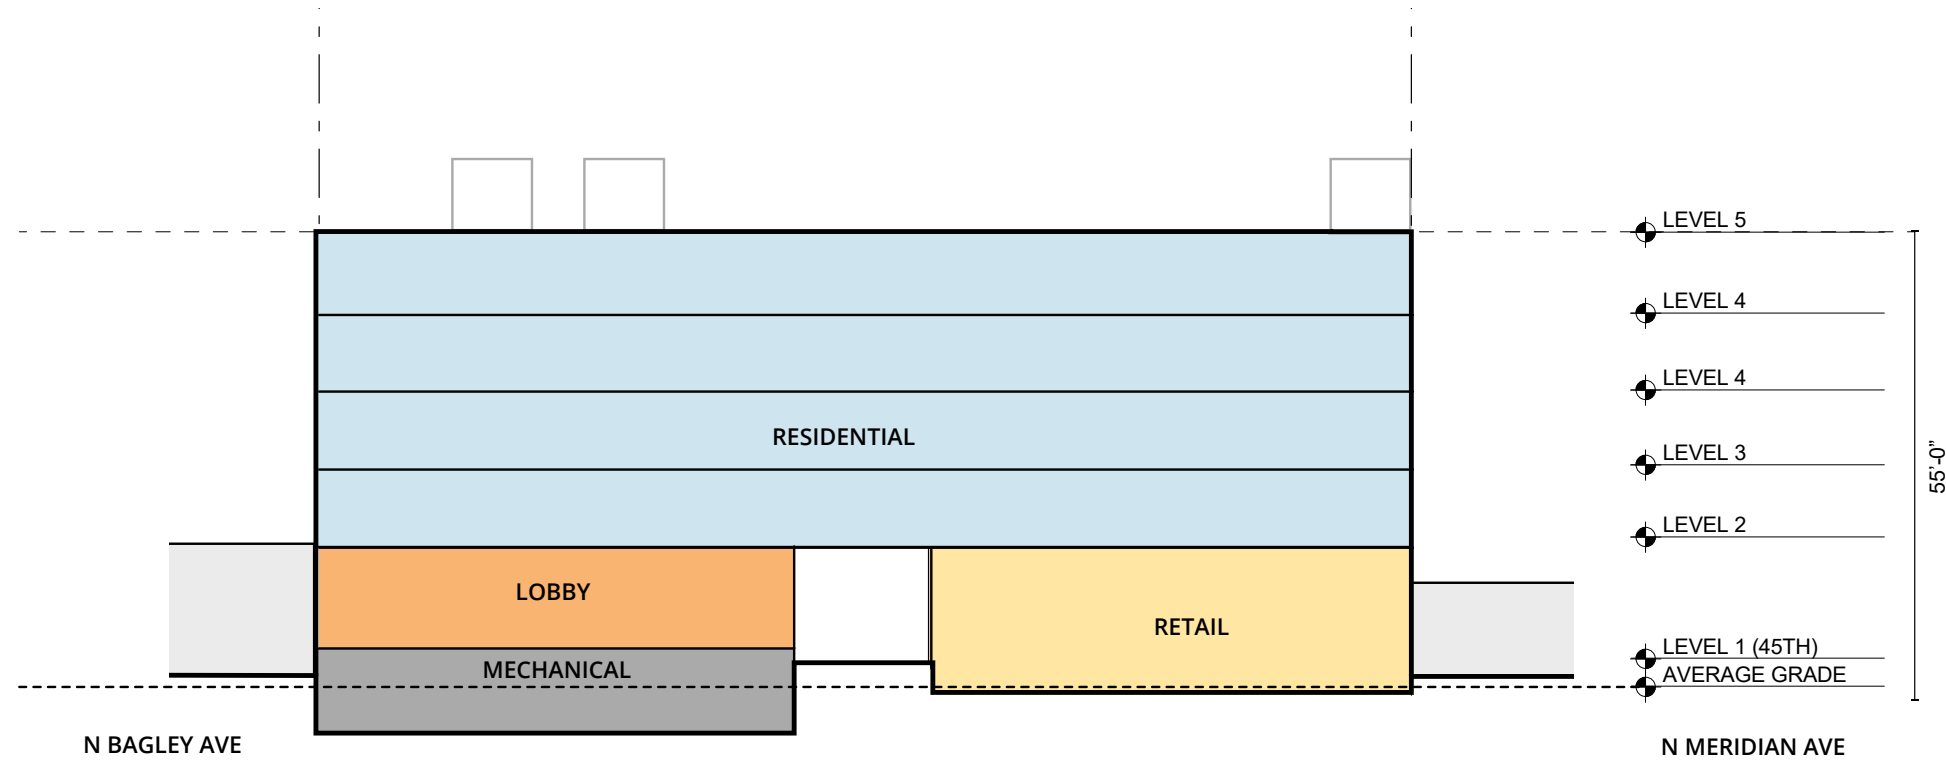 LEVEL 5
LEVEL 4
LEVEL 4
RESIDENTIAL
LEVEL 3
55'-0"
LEVEL 2
LOBBY
RETAIL
LEVEL 1 (45TH)
MECHANICAL
AVERAGE GRADE
N BAGLEY AVE
N MERIDIAN AVE